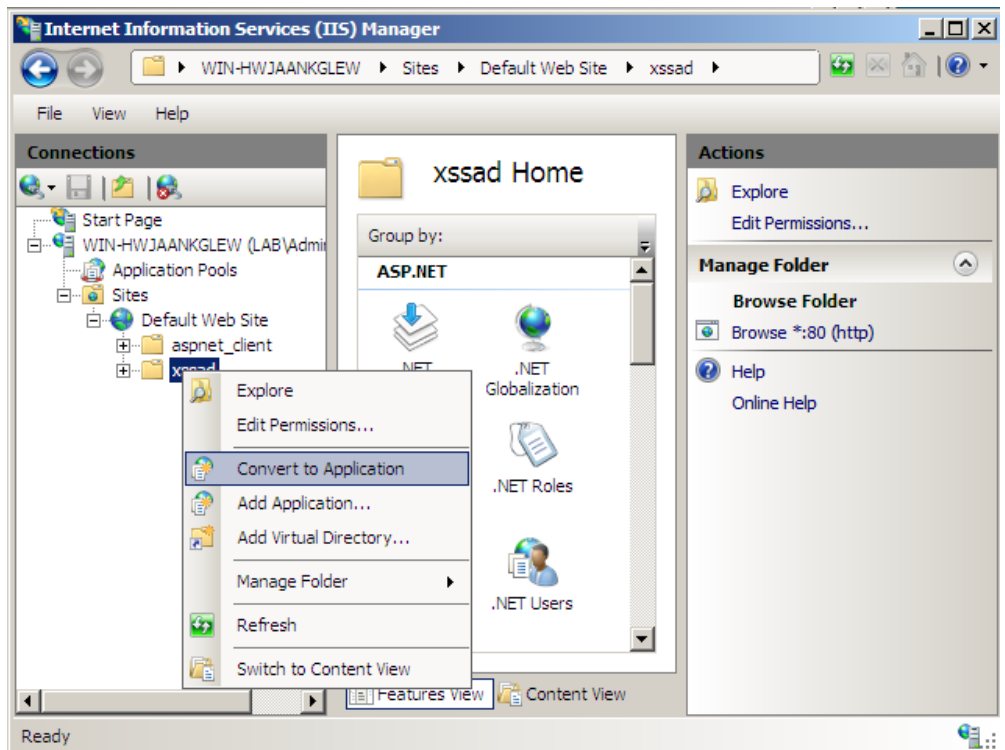 Internet Information Services (IIS) Manager
WIN-HWJAANKGLEW Sites Default Web Site xssad
File View Help
Connections
Start Page
WIN-HWJAANKGLEW (LAB\Admi
Application Pools
Sites
Default Web Site
aspnet_client
xssad
Explore
Edit Permissions...
Convert to Application
Add Application...
Add Virtual Directory...
Manage Folder
Refresh
Switch to Content View
xssad Home
Group by:
ASP.NET
.NET
.NET
Globalization
.NET Roles
.NET Users
Features View
Content View
Actions
Explore
Edit Permissions...
Manage Folder
Browse Folder
Browse *:80 (http)
Help
Online Help
Ready